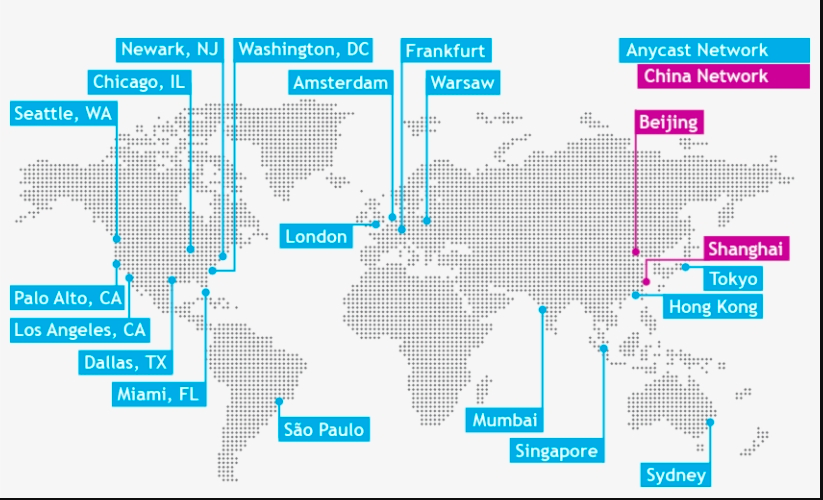 Newark, NJ
Washington, DC
Frankfurt
Anycast Network
Chicago, IL
Amsterdam
Warsaw
China Network
Seattle, WA
Beijing
London
Shanghai
Tokyo
Palo Alto, CA
Hong Kong
Los Angeles, CA
Dallas, TX
Miami, FL
São Paulo
Mumbai
Singapore
Sydney